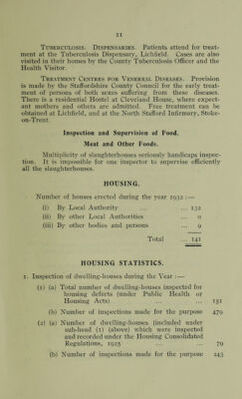 11
TUBERCULOSIS. DISPENSARIES. Patients attend for treat-
ment at the Tuberculosis Dispensary, Lichfield. Cases are also
visited in their homes by the County Tuberculosis Officer and the
Health Visitor.
TREATMENT CENTRES FOR VENEREAL DISEASES. Provision
is made by the Staffordshire County Council for the early treat-
ment of persons of both sexes suffering from these diseases.
There is a residential Hostel at Cleveland House, where expect-
ant mothers and others are admitted. Free treatment can be
obtained at Lichfield, and at the North Stafford Infirmary, Stoke-
on-Trent.
Inspection and Supervision of Food.
Meat and Other Foods.
Multiplicity of slaughterhouses seriously handicaps inspec-
tion. It is impossible for one inspector to supervise efficiently
all the slaughterhouses.
HOUSING.
Number of houses erected during the year 1932 :—
(i) By Local Authority ... ... 132
(ii) By other Local Authorities ... 0
(iii) By other bodies and persons ... 9
Total ... 141
HOUSING STATISTICS.
1. Inspection of dwelling-houses during the Year :—
(1) (a) Total number of dwelling-houses inspected for
housing defects (under Public Health or
Housing Acts) ... ... ... 151
(b) Number of inspections made for the purpose 479
(2) (a) Number of dwelling-houses (included under
sub-head (1) above) which were inspected
and recorded under the Housing Consolidated
Regulations, 1925 ... ... ... 79
(b) Number of inspections made for the purpose 243